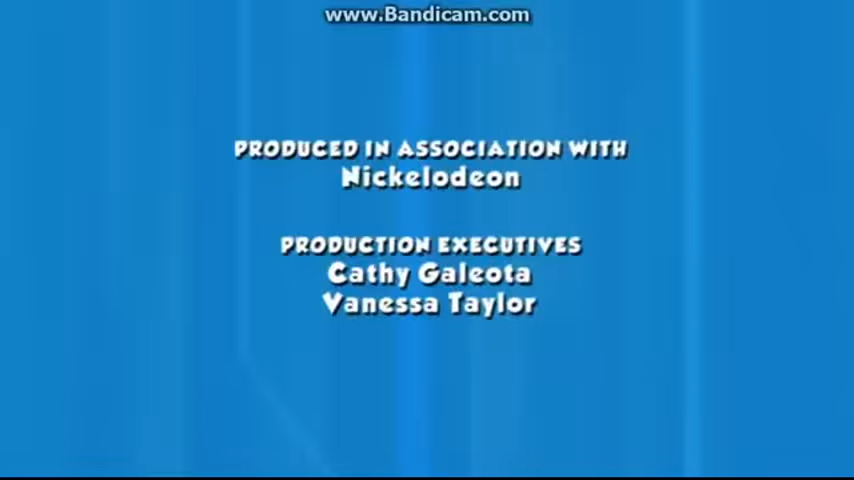 www.Bandicam.com
PRODUCED IN ASSOCIATION WITH
Nickelodeon
PRODUCTION EXECUTIVES
Cathy Galeota
Vanessa Taylor